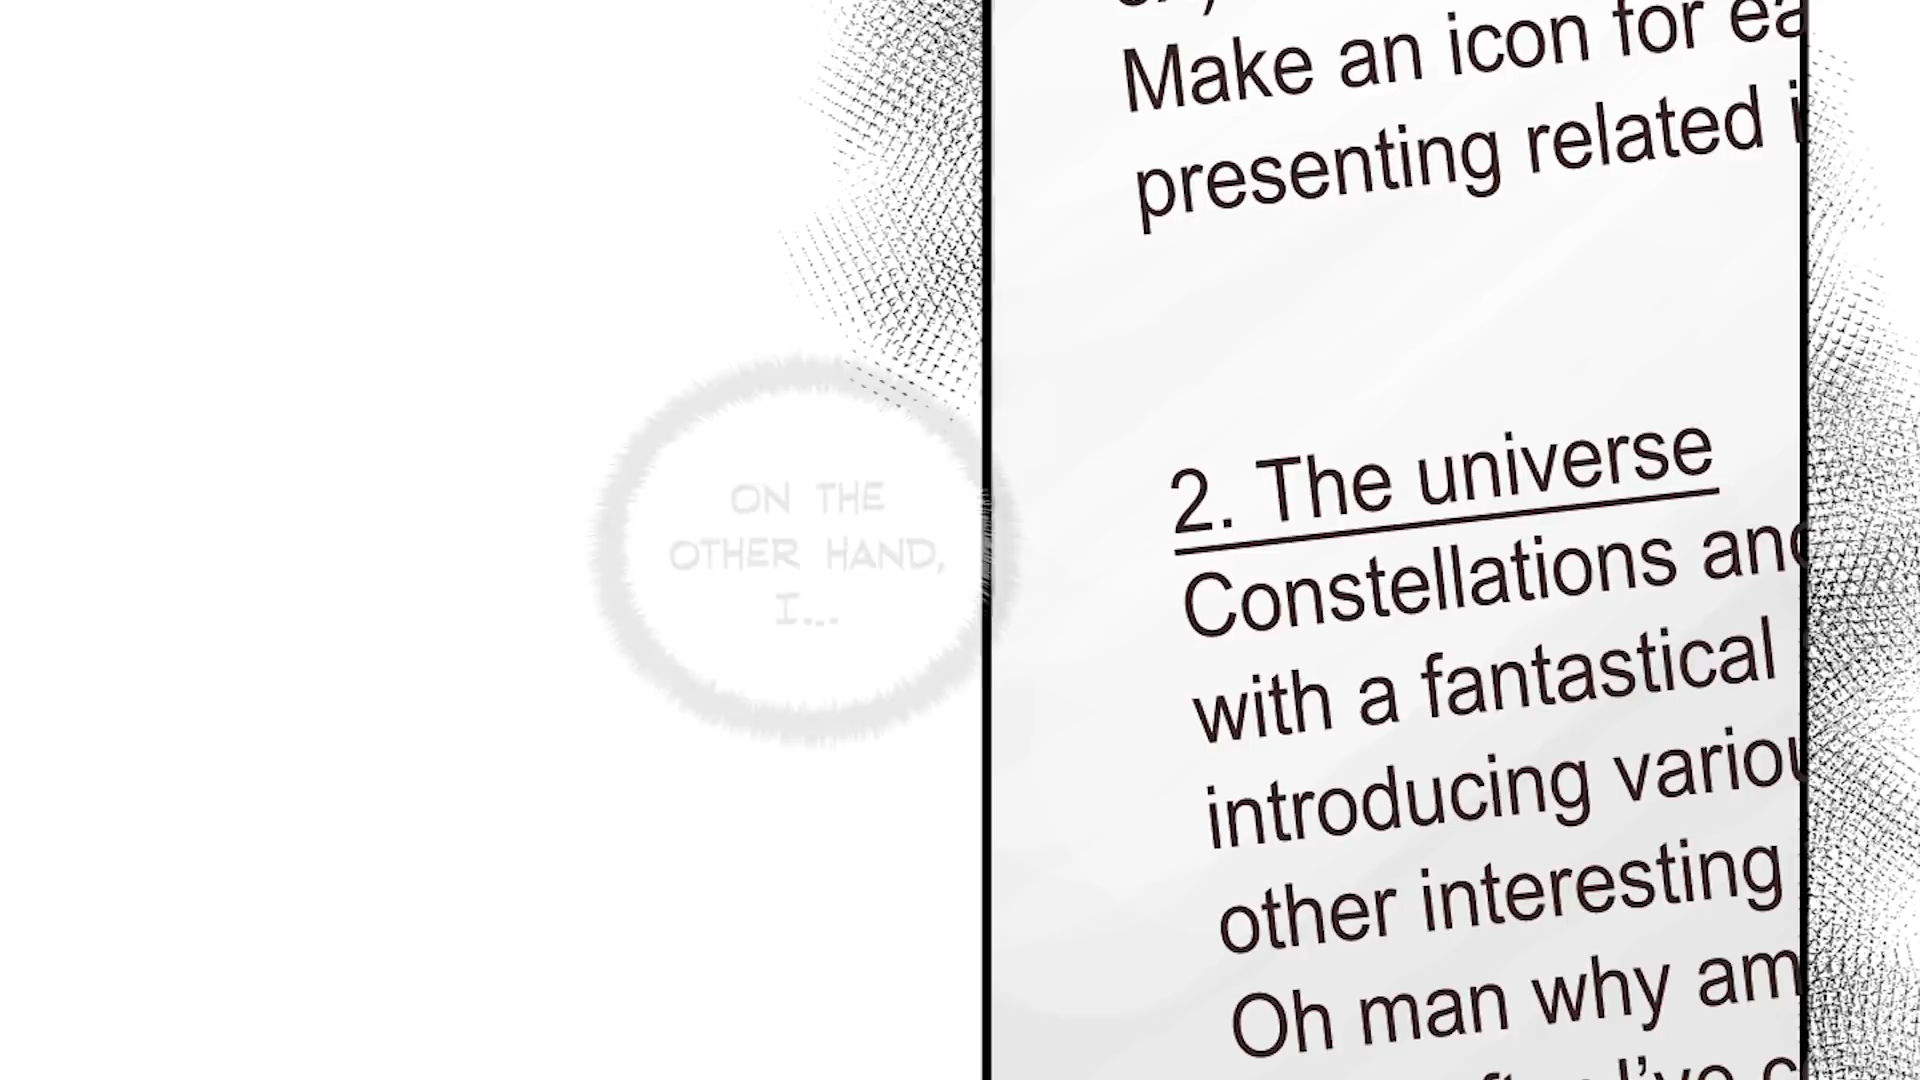 Make an icon for ea
presenting related i
ON THE
OTHER HAND,
I...
2. The universe
Constellations and
with a fantastical
introducing variou
other interesting
Oh man why am
I've